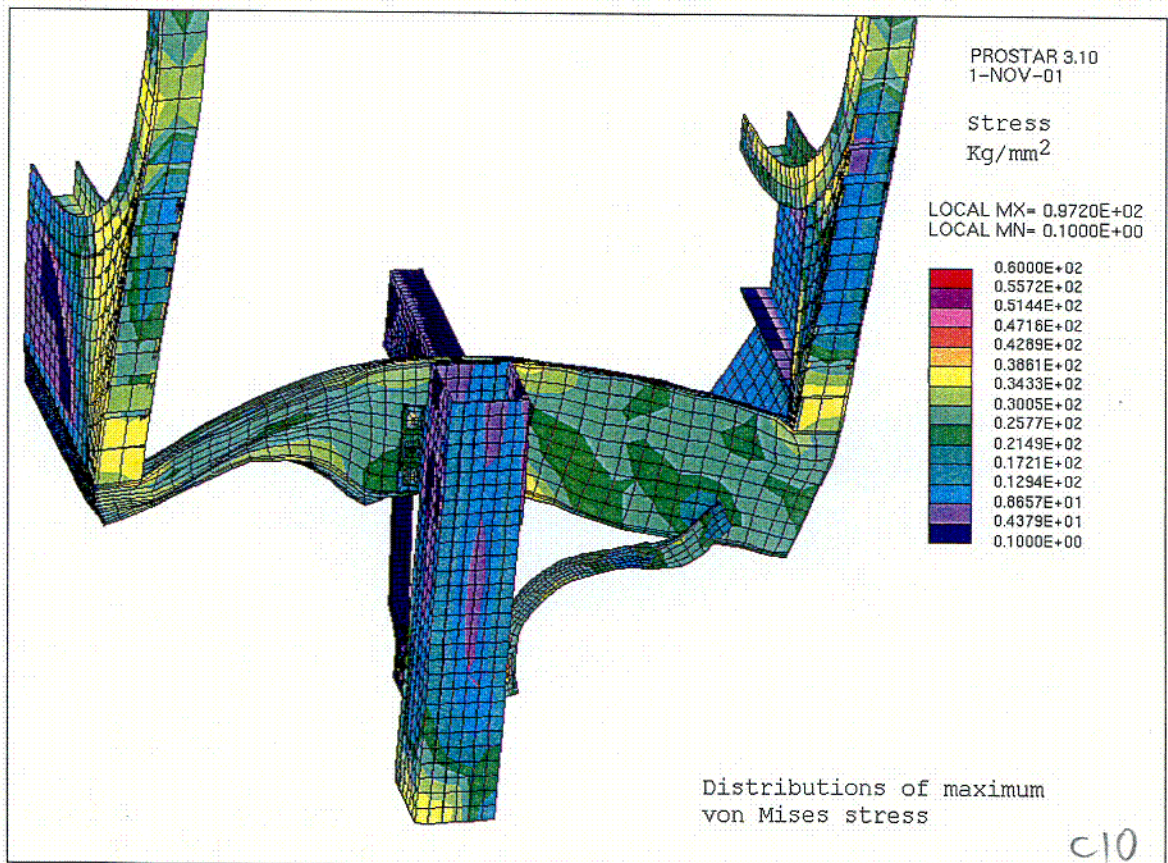 PROSTAR 3.10
1-NOV-01
Stress
Kg/mm2
LOCAL MX= 0.9720E+02
LOCAL MN= 0.1000E+00
0.6000E+02
0.5572E+02
0.5144E+02
0.4716E+02
0.4289E+02
0.3861E+02
0.3433E+02
0.3005E+02
0.2577E+02
0.2149E+02
0.1721E+02
0.1294E+02
0.8657E+01
0.4379E+01
0.1000E+00
Distributions of maximum
von Mises stress
C10